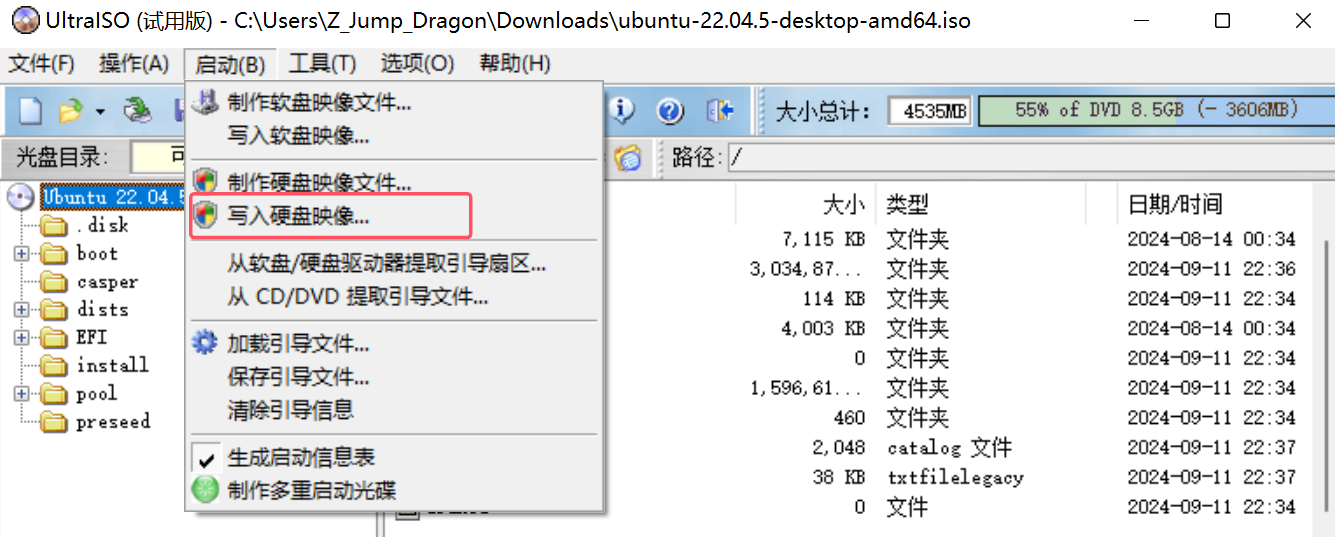 UltraISO (试用版) - C:\Users\Z_Jump_Dragon\Downloads\ubuntu-22.04.5-desktop-amd64.iso
文件(F) 操作(A) 启动(B) 工具(T) 选项(O) 帮助(H)
大小总计: 4535MB 55% of DVD 8.5GB (- 3606MB)
光盘目录: 可
路径: /
Ubuntu 22.04.5
.disk
boot
casper
dists
EFI
install
pool
preseed
制作软盘映像文件...
写入软盘映像...
制作硬盘映像文件...
写入硬盘映像...
从软盘/硬盘驱动器提取引导扇区...
从 CD/DVD 提取引导文件...
加载引导文件...
保存引导文件...
清除引导信息
生成启动信息表
制作多重启动光碟
大小 类型 日期/时间
7,115 KB 文件夹 2024-08-14 00:34
3,034,87... 文件夹 2024-09-11 22:36
114 KB 文件夹 2024-09-11 22:34
4,003 KB 文件夹 2024-08-14 00:34
0 文件夹 2024-09-11 22:34
1,596,61... 文件夹 2024-09-11 22:34
460 文件夹 2024-09-11 22:34
2,048 catalog 文件 2024-09-11 22:37
38 KB txtfilelegacy 2024-09-11 22:37
0 文件 2024-09-11 22:34